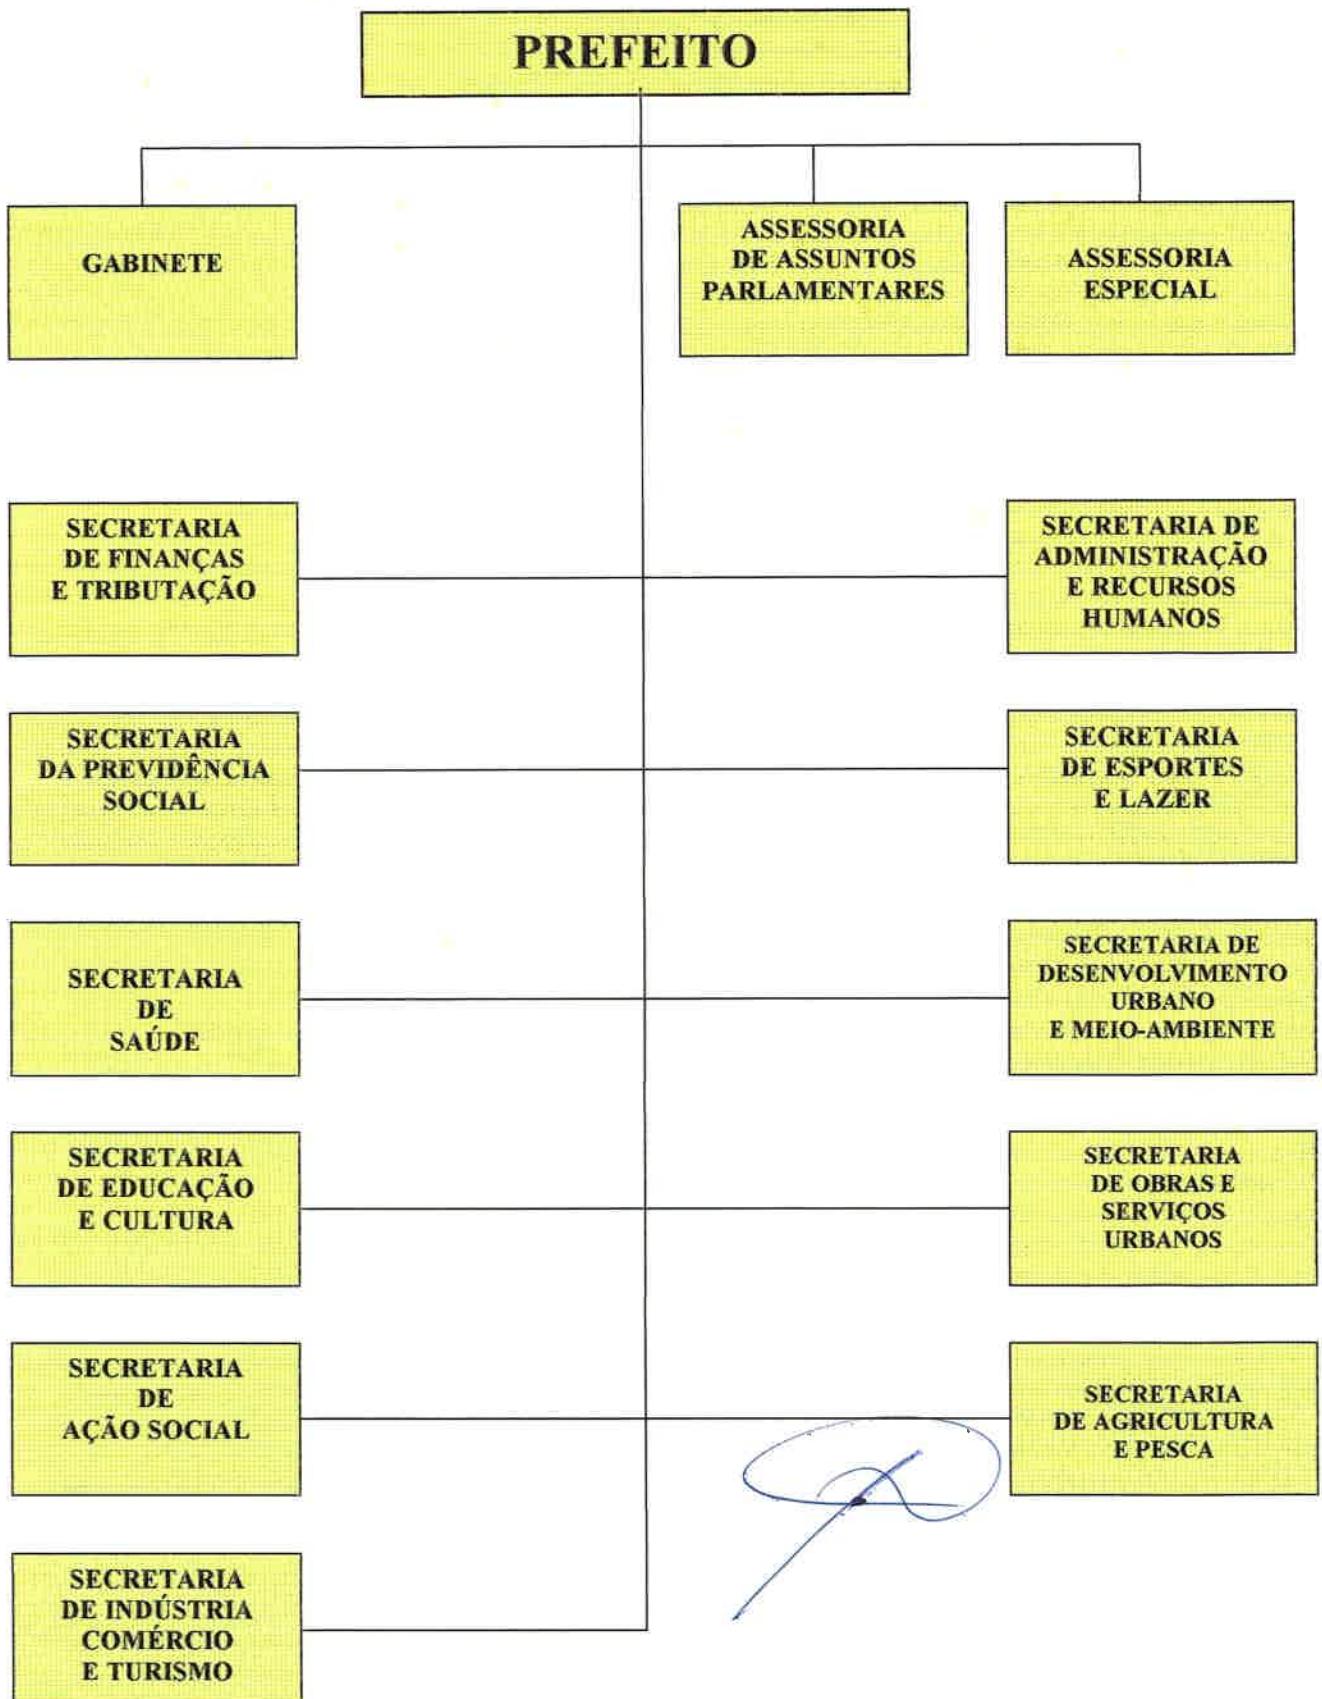 PREFEITO
GABINETE
ASSESSORIA
DE ASSUNTOS
PARLAMENTARES
ASSESSORIA
ESPECIAL
SECRETARIA
DE FINANÇAS
E TRIBUTAÇÃO
SECRETARIA DE
ADMINISTRAÇÃO
E RECURSOS
HUMANOS
SECRETARIA
DA PREVIDÊNCIA
SOCIAL
SECRETARIA
DE ESPORTES
E LAZER
SECRETARIA
DE
SAÚDE
SECRETARIA DE
DESENVOLVIMENTO
URBANO
E MEIO-AMBIENTE
SECRETARIA
DE EDUCAÇÃO
E CULTURA
SECRETARIA
DE OBRAS E
SERVIÇOS
URBANOS
SECRETARIA
DE
AÇÃO SOCIAL
SECRETARIA
DE AGRICULTURA
E PESCA
SECRETARIA
DE INDÚSTRIA
COMÉRCIO
E TURISMO